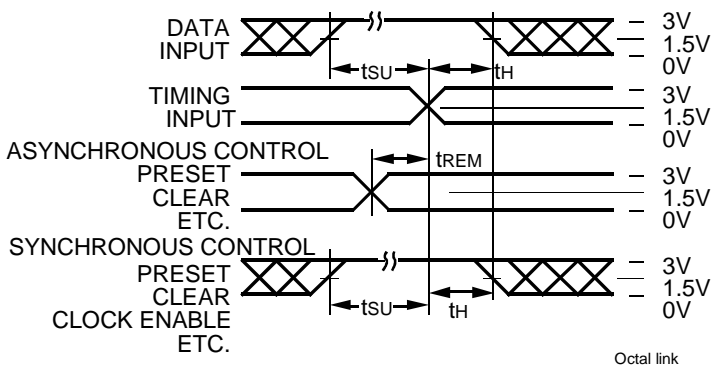 DATA
INPUT
tSU
tH
3V
1.5V
0V
TIMING
INPUT
3V
1.5V
0V
ASYNCHRONOUS CONTROL
PRESET
CLEAR
ETC.
tREM
3V
1.5V
0V
SYNCHRONOUS CONTROL
PRESET
CLEAR
CLOCK ENABLE
ETC.
tSU
tH
3V
1.5V
0V
Octal link